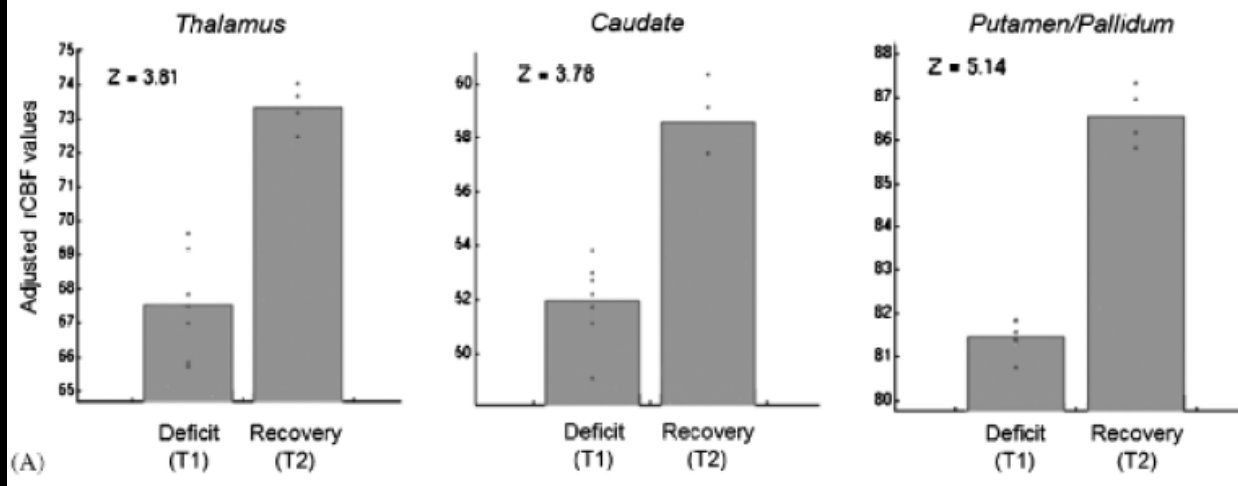 Thalamus
Caudate
Putamen/Pallidum
Adjusted rCBF values
75
74
73
72
71
70
69
68
67
66
65
Z = 3.81
Deficit (T1)
Recovery (T2)
60
58
56
54
52
50
Z = 3.78
Deficit (T1)
Recovery (T2)
88
87
86
85
84
83
82
81
80
Z = 5.14
Deficit (T1)
Recovery (T2)
(A)